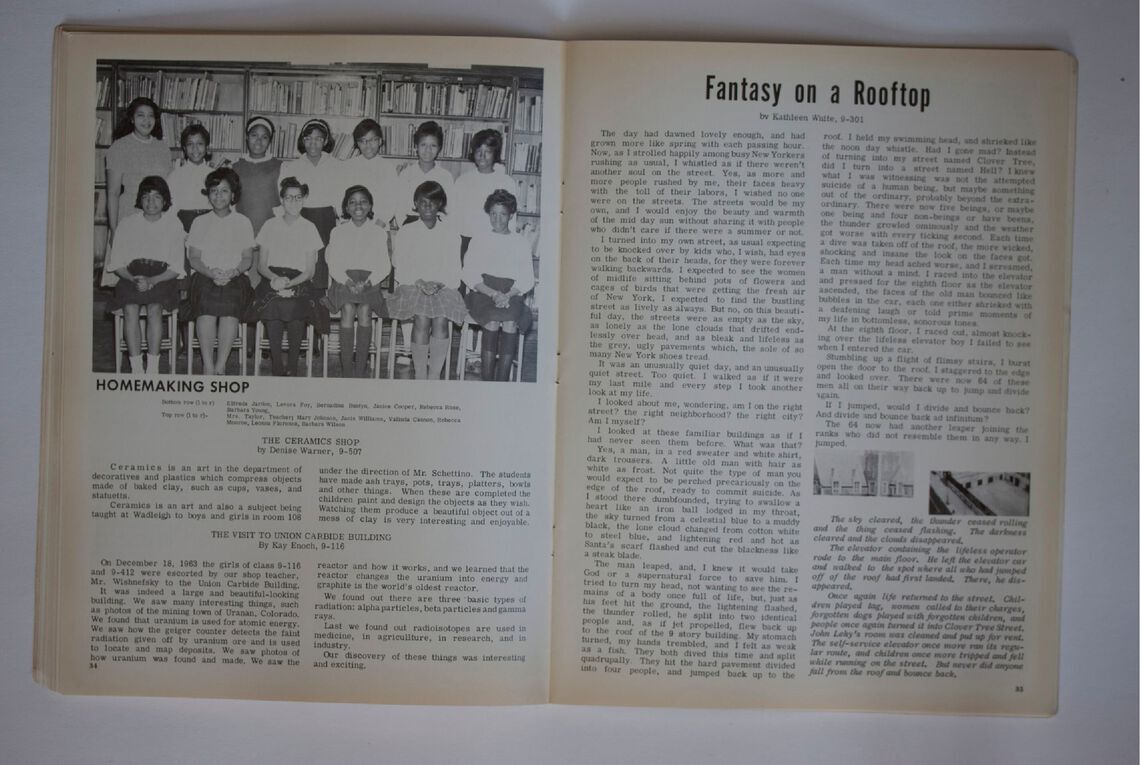 HOMEMAKING SHOP
Bottom row (l to r)
Elfreda Jarden, Lenora Foy, Bernadine Bustyn, Janice Cooper, Rebecca Rose,
Barbara Young,
Top row (l to r)-
Mrs. Taylor, Teacher; Mary Johnson, Janis Williams, Valinda Cannon, Rebecca
Monroe, Leonia Florence, Barbara Wilson
THE CERAMICS SHOP
by Denise Warner, 9-507
Ceramics is an art in the department of
decoratives and plastics which compress objects
made of baked clay, such as cups, vases, and
statuetts.
Ceramics is an art and also a subject being
taught at Wadleigh to boys and girls in room 108
under the direction of Mr. Schettino. The students
have made ash trays, pots, trays, platters, bowls
and other things. When these are completed the
children paint and design the objects as they wish.
Watching them produce a beautiful object out of a
mess of clay is very interesting and enjoyable.
THE VISIT TO UNION CARBIDE BUILDING
By Kay Enoch, 9-116
On December 18, 1963 the girls of class 9-116
and 9-412 were escorted by our shop teacher,
Mr. Wishnefsky to the Union Carbide Building.
It was indeed a large and beautiful-looking
building. We saw many interesting things, such
as photos of the mining town of Uranan, Colorado.
We found that uranium is used for atomic energy.
We saw how the geiger counter detects the faint
radiation given off by uranium ore and is used
to locate and map deposits. We saw photos of
how uranium was found and made. We saw the
reactor and how it works, and we learned that the
reactor changes the uranium into energy and
graphite is the world's oldest reactor.
We found out there are three basic types of
radiation: alpha particles, beta particles and gamma
rays.
Last we found out radioisotopes are used in
medicine, in agriculture, in research, and in
industry.
Our discovery of these things was interesting
and exciting.
34
Fantasy on a Rooftop
by Kathleen White, 9-301
The day had dawned lovely enough, and had
grown more like spring with each passing hour.
Now, as I strolled happily among busy New Yorkers
rushing as usual, I whistled as if there weren't
another soul on the street. Yes, as more and
more people rushed by me, their faces heavy
with the toll of their labors, I wished no one
were on the streets. The streets would be my
own, and I would enjoy the beauty and warmth
of the mid day sun without sharing it with people
who didn't care if there were a summer or not.
I turned into my own street, as usual expecting
to be knocked over by kids who, I wish, had eyes
on the back of their heads, for they were forever
walking backwards. I expected to see the women
of midlife sitting behind pots of flowers and
cages of birds that were getting the fresh air
of New York, I expected to find the bustling
street as lively as always. But no, on this beauti-
ful day, the streets were as empty as the sky,
as lonely as the lone clouds that drifted end-
lessly over head, and as bleak and lifeless as
the grey, ugly pavements which, the sole of so
many New York shoes tread.
It was an unusually quiet day, and an unusually
quiet street. Too quiet. I walked as if it were
my last mile and every step I took another
look at my life.
I looked about me, wondering, am I on the right
street? the right neighborhood? the right city?
Am I myself?
I looked at these familiar buildings as if I
had never seen them before. What was that?
Yes, a man, in a red sweater and white shirt,
dark trousers. A little old man with hair as
white as frost. Not quite the type of man you
would expect to be perched precariously on the
edge of the roof, ready to commit suicide. As
I stood there dumbfounded, trying to swallow a
heart like an iron ball lodged in my throat,
the sky turned from a celestial blue to a muddy
black, the lone cloud changed from cotton white
to steel blue, and lightening red and hot as
Santa's scarf flashed and cut the blackness like
a steak blade.
The man leaped, and, I knew it would take
God or a supernatural force to save him. I
tried to turn my head, not wanting to see the re-
mains of a body once full of life, but, just as
his feet hit the ground, the lightening flashed,
the thunder rolled, he split into two identical
people and, as if jet propelled, flew back up
to the roof of the 9 story building. My stomach
turned, my hands trembled, and I felt as weak
as a fish. They both dived this time and split
quadrupally. They hit the hard pavement divided
into four people, and jumped back up to the
roof. I held my swimming head, and shrieked like
the noon day whistle. Had I gone mad? Instead
of turning into my street named Clover Tree,
did I turn into a street named Hell? I knew
what I was witnessing was not the attempted
suicide of a human being, but maybe something
out of the ordinary, probably beyond the extra-
ordinary. There were now five beings, or maybe
one being and four non-beings or have beens,
the thunder growled ominously and the weather
got worse with every ticking second. Each time
a dive was taken off of the roof, the more wicked,
shocking and insane the look on the faces got.
Each time my head ached worse, and I screamed,
a man without a mind. I raced into the elevator
and pressed for the eighth floor as the elevator
ascended, the faces of the old man bounced like
bubbles in the car, each one either shrieked with
a deafening laugh or told prime moments of
my life in bottomless, sonorous tones.
At the eighth floor, I raced out, almost knock-
ing over the lifeless elevator boy I failed to see
when I entered the car.
Stumbling up a flight of flimsy stairs, I burst
open the door to the roof. I staggered to the edge
and looked over. There were now 64 of these
men all on their way back up to jump and divide
again.
If I jumped, would I divide and bounce back?
And divide and bounce back ad infinitum?
The 64 now had another leaper joining the
ranks who did not resemble them in any way. I
jumped.
The sky cleared, the thunder ceased rolling
and the thing ceased flashing. The darkness
cleared and the clouds disappeared.
The elevator containing the lifeless operator
rode to the main floor. He left the elevator car
and walked to the spot where all who had jumped
off of the roof had first landed. There, he dis-
appeared.
Once again life returned to the street. Chil-
dren played tag, women called to their charges,
forgotten dogs played with forgotten children, and
people once again turned it into Clover Tree Street.
John Leky's room was cleaned and put up for rent.
The self-service elevator once more ran its regu-
lar route, and children once more tripped and fell
while running on the street. But never did anyone
fall from the roof and bounce back.
35